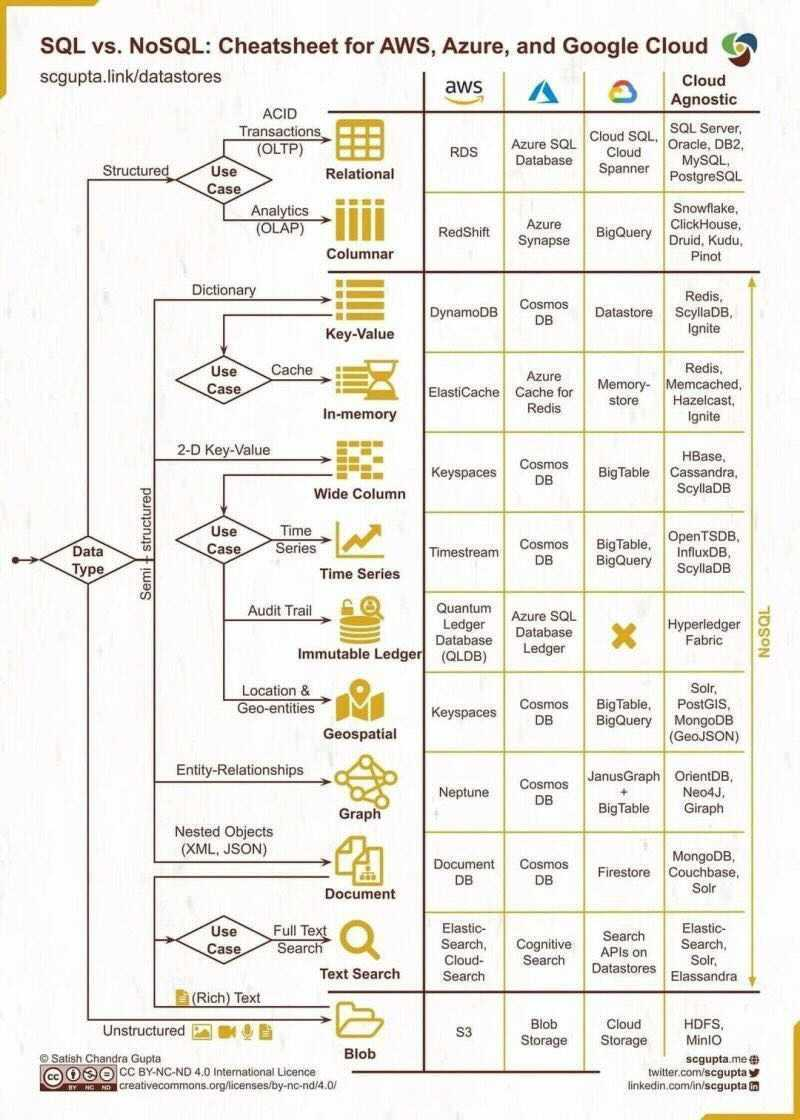 SQL vs. NoSQL: Cheatsheet for AWS, Azure, and Google Cloud
scgupta.link/datastores
aws
Cloud
Agnostic
Structured
Use
Case
ACID
Transactions
(OLTP)
Relational
RDS
Azure SQL
Database
Cloud SQL,
Cloud
Spanner
SQL Server,
Oracle, DB2,
MySQL,
PostgreSQL
Analytics
(OLAP)
Columnar
RedShift
Azure
Synapse
BigQuery
Snowflake,
ClickHouse,
Druid, Kudu,
Pinot
Dictionary
Key-Value
DynamoDB
Cosmos
DB
Datastore
Redis,
ScyllaDB,
Ignite
Use
Case
Cache
In-memory
ElastiCache
Azure
Cache for
Redis
Memory-
store
Redis,
Memcached,
Hazelcast,
Ignite
2-D Key-Value
Wide Column
Keyspaces
Cosmos
DB
BigTable
HBase,
Cassandra,
ScyllaDB
Data
Type
Semi - structured
Use
Case
Time
Series
Time Series
Timestream
Cosmos
DB
BigTable,
BigQuery
OpenTSDB,
InfluxDB,
ScyllaDB
Audit Trail
Immutable Ledger
Quantum
Ledger
Database
(QLDB)
Azure SQL
Database
Ledger
Hyperledger
Fabric
NoSQL
Location &
Geo-entities
Geospatial
Keyspaces
Cosmos
DB
BigTable,
BigQuery
Solr,
PostGIS,
MongoDB
(GeoJSON)
Entity-Relationships
Graph
Neptune
Cosmos
DB
JanusGraph
+
BigTable
OrientDB,
Neo4J,
Giraph
Nested Objects
(XML, JSON)
Document
Document
DB
Cosmos
DB
Firestore
MongoDB,
Couchbase,
Solr
Use
Case
Full Text
Search
Text Search
Elastic-
Search,
Cloud-
Search
Cognitive
Search
Search
APIs on
Datastores
Elastic-
Search,
Solr,
Elassandra
(Rich) Text
Unstructured
Blob
S3
Blob
Storage
Cloud
Storage
HDFS,
MinIO
© Satish Chandra Gupta
cc BY NC ND
CC BY-NC-ND 4.0 International Licence
creativecommons.org/licenses/by-nc-nd/4.0/
scgupta.me
twitter.com/scgupta
linkedin.com/in/scgupta